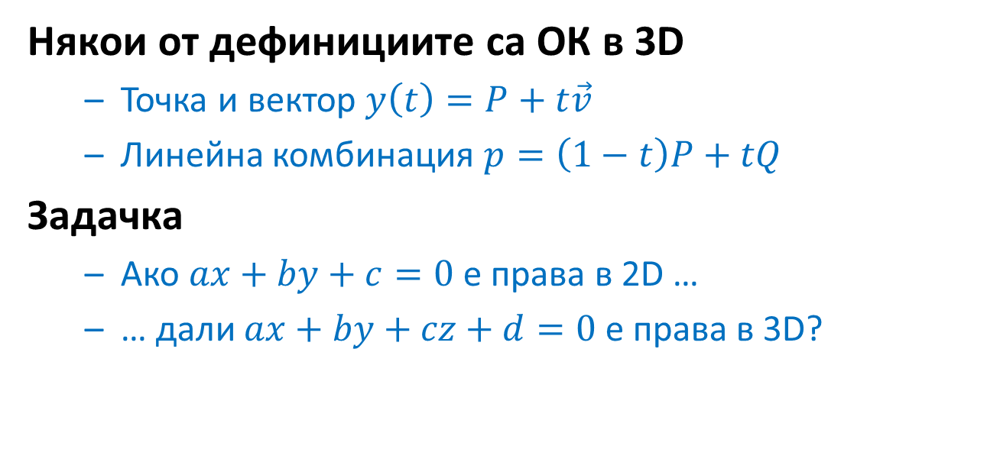 Някои от дефинициите са ОК в 3D
– Точка и вектор y(t) = P + tv⃗
– Линейна комбинация p = (1 − t)P + tQ
Задачка
– Ако ax + by + c = 0 е права в 2D ...
– ... дали ax + by + cz + d = 0 е права в 3D?